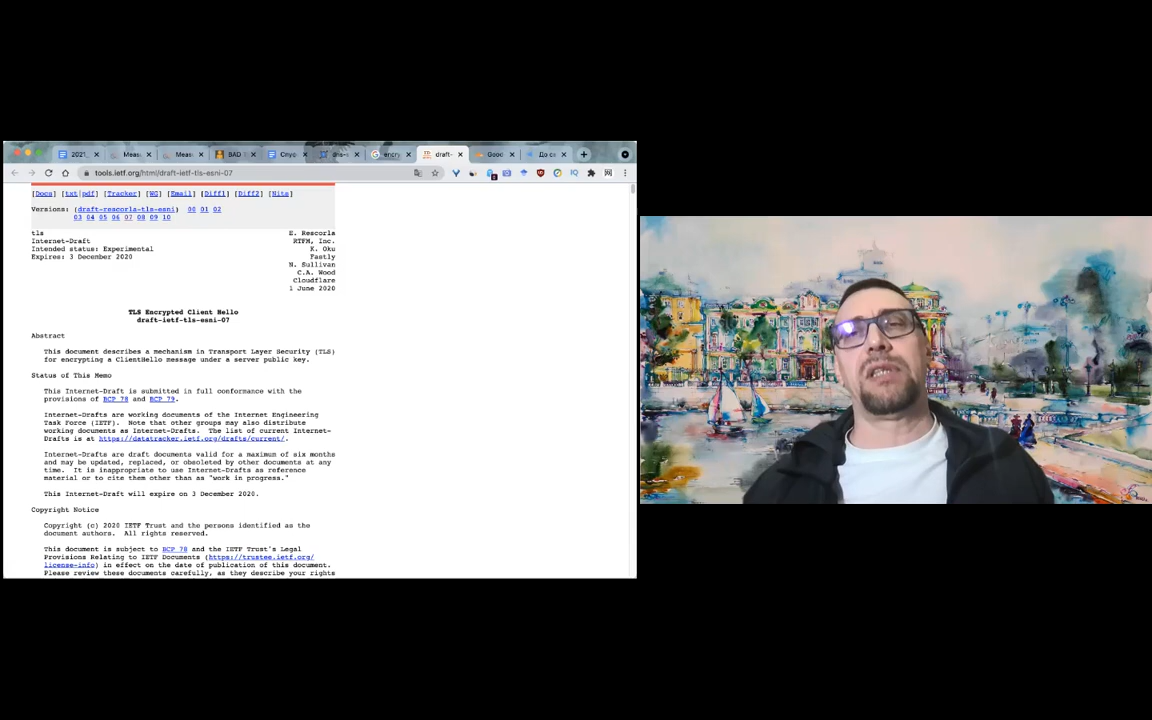 2021_
Meas
Meas
BAD
Спус
dns-s
encry
draft-
Goog
До св
tools.ietf.org/html/draft-ietf-tls-esni-07
[Docs] [txt|pdf] [Tracker] [WG] [Email] [Diff1] [Diff2] [Nits]
Versions: (draft-rescorla-tls-esni) 00 01 02
03 04 05 06 07 08 09 10
tls E. Rescorla
Internet-Draft RTFM, Inc.
Intended status: Experimental K. Oku
Expires: 3 December 2020 Fastly
N. Sullivan
C.A. Wood
Cloudflare
1 June 2020
TLS Encrypted Client Hello
draft-ietf-tls-esni-07
Abstract
This document describes a mechanism in Transport Layer Security (TLS)
for encrypting a ClientHello message under a server public key.
Status of This Memo
This Internet-Draft is submitted in full conformance with the
provisions of BCP 78 and BCP 79.
Internet-Drafts are working documents of the Internet Engineering
Task Force (IETF). Note that other groups may also distribute
working documents as Internet-Drafts. The list of current Internet-
Drafts is at https://datatracker.ietf.org/drafts/current/.
Internet-Drafts are draft documents valid for a maximum of six months
and may be updated, replaced, or obsoleted by other documents at any
time. It is inappropriate to use Internet-Drafts as reference
material or to cite them other than as "work in progress."
This Internet-Draft will expire on 3 December 2020.
Copyright Notice
Copyright (c) 2020 IETF Trust and the persons identified as the
document authors. All rights reserved.
This document is subject to BCP 78 and the IETF Trust's Legal
Provisions Relating to IETF Documents (https://trustee.ietf.org/
license-info) in effect on the date of publication of this document.
Please review these documents carefully, as they describe your rights